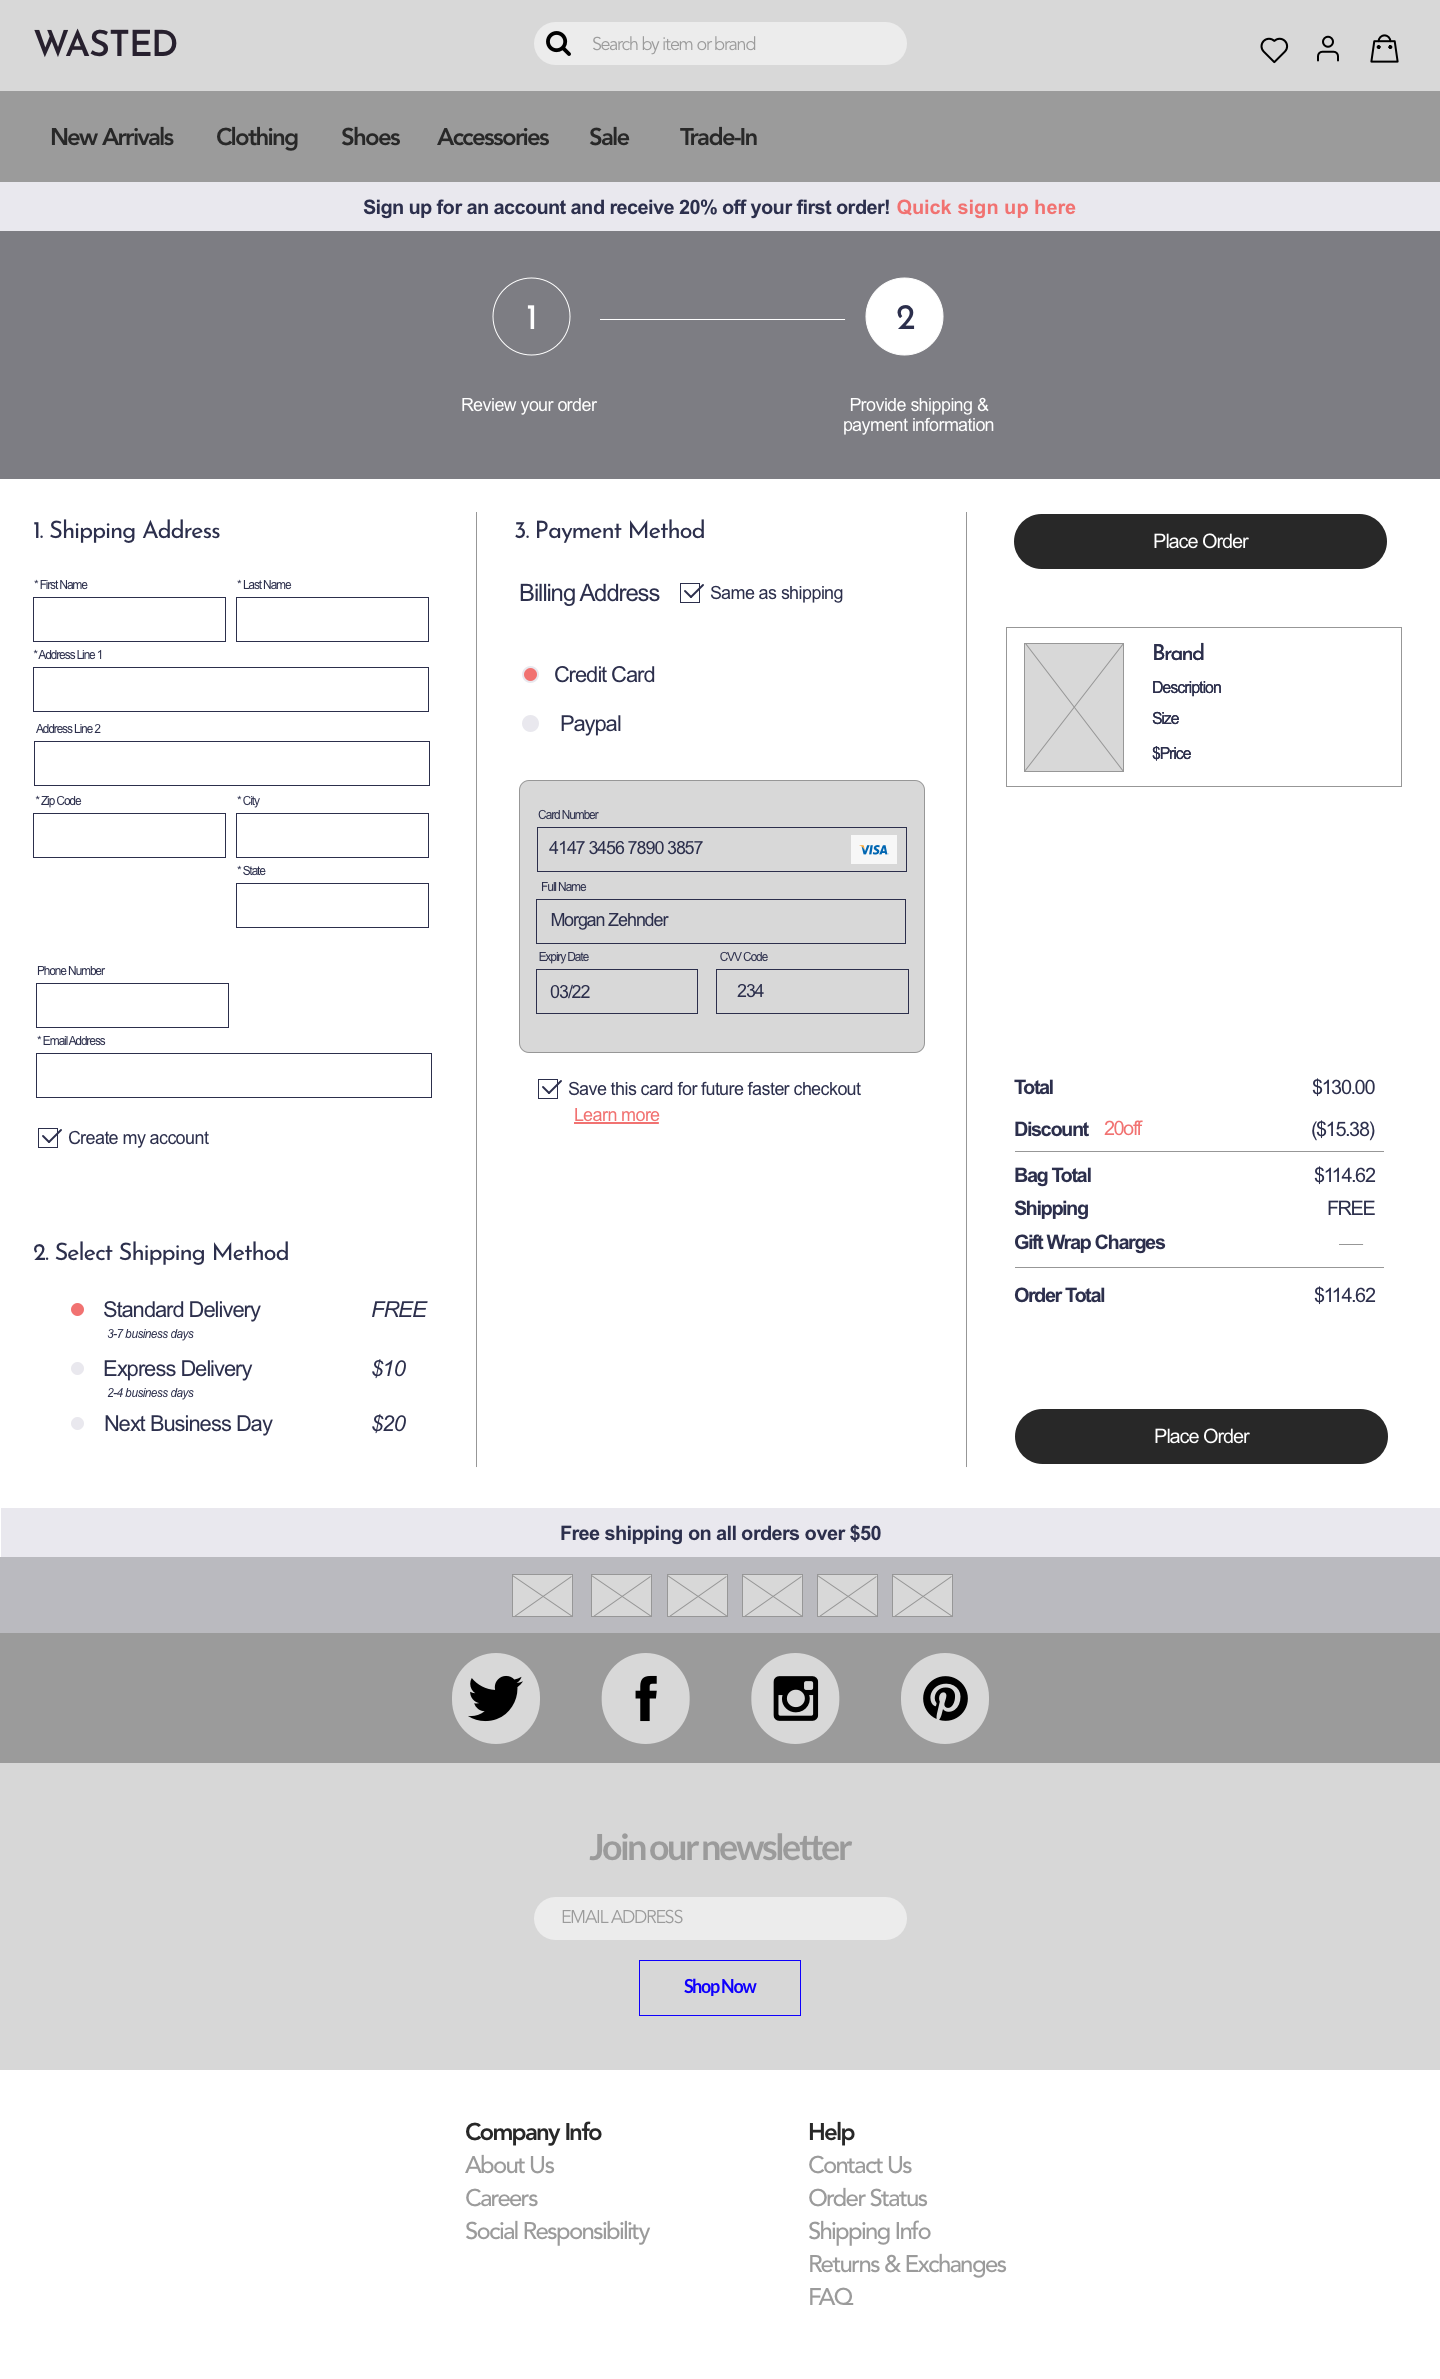 WASTED
Search by item or brand
New Arrivals Clothing Shoes Accessories Sale Trade-In
Sign up for an account and receive 20% off your first order! Quick sign up here
1
2
Review your order
Provide shipping &
payment information
1. Shipping Address
* First Name
* Last Name
* Address Line 1
Address Line 2
* Zip Code
* City
* State
Phone Number
* Email Address
Create my account
2. Select Shipping Method
Standard Delivery FREE
3-7 business days
Express Delivery $10
2-4 business days
Next Business Day $20
3. Payment Method
Billing Address Same as shipping
Credit Card
Paypal
Card Number
4147 3456 7890 3857 VISA
Full Name
Morgan Zehnder
Expiry Date
CVV Code
03/22
234
Save this card for future faster checkout
Learn more
Place Order
Brand
Description
Size
$Price
Total $130.00
Discount 20off ($15.38)
Bag Total $114.62
Shipping FREE
Gift Wrap Charges
Order Total $114.62
Place Order
Free shipping on all orders over $50
Join our newsletter
EMAIL ADDRESS
Shop Now
Company Info
About Us
Careers
Social Responsibility
Help
Contact Us
Order Status
Shipping Info
Returns & Exchanges
FAQ